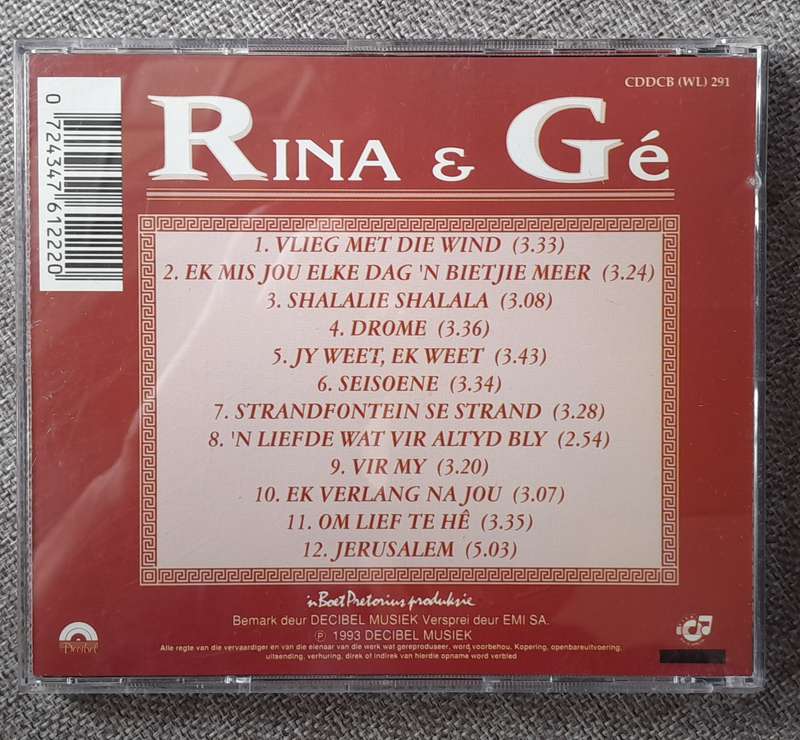 CDDCB (WL) 291
0 724347 612220
RINA & Gé
1. VLIEG MET DIE WIND (3.33)
2. EK MIS JOU ELKE DAG 'N BIETJIE MEER (3.24)
3. SHALALIE SHALALA (3.08)
4. DROME (3.36)
5. JY WEET, EK WEET (3.43)
6. SEISOENE (3.34)
7. STRANDFONTEIN SE STRAND (3.28)
8. 'N LIEFDE WAT VIR ALTYD BLY (2.54)
9. VIR MY (3.20)
10. EK VERLANG NA JOU (3.07)
11. OM LIEF TE HÊ (3.35)
12. JERUSALEM (5.03)
'n Boet Pretorius produksie
Bemark deur DECIBEL MUSIEK Versprei deur EMI SA.
℗ 1993 DECIBEL MUSIEK
Decibel
Alle regte van die vervaardiger en van die eienaar van die werk wat gereproduseer, word voorbehou. Kopering, openbareuitvoering,
uitsending, verhuring, direk of indirek van hierdie opname word verbied